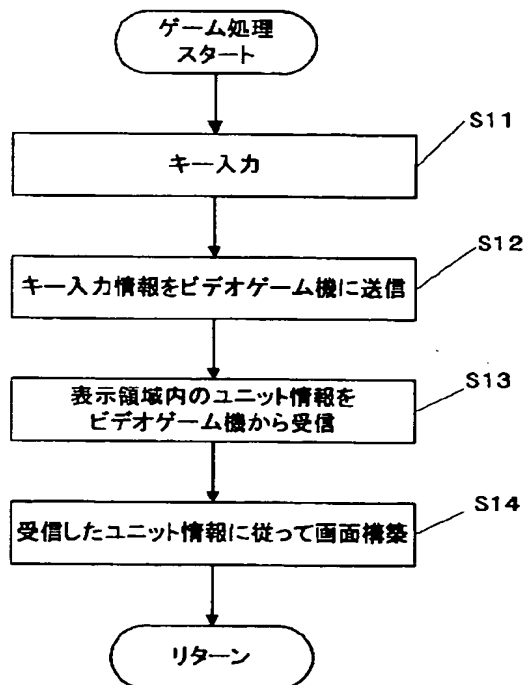 ゲーム処理
スタート
S11
キー入力
S12
キー入力情報をビデオゲーム機に送信
S13
表示領域内のユニット情報を
ビデオゲーム機から受信
S14
受信したユニット情報に従って画面構築
リターン